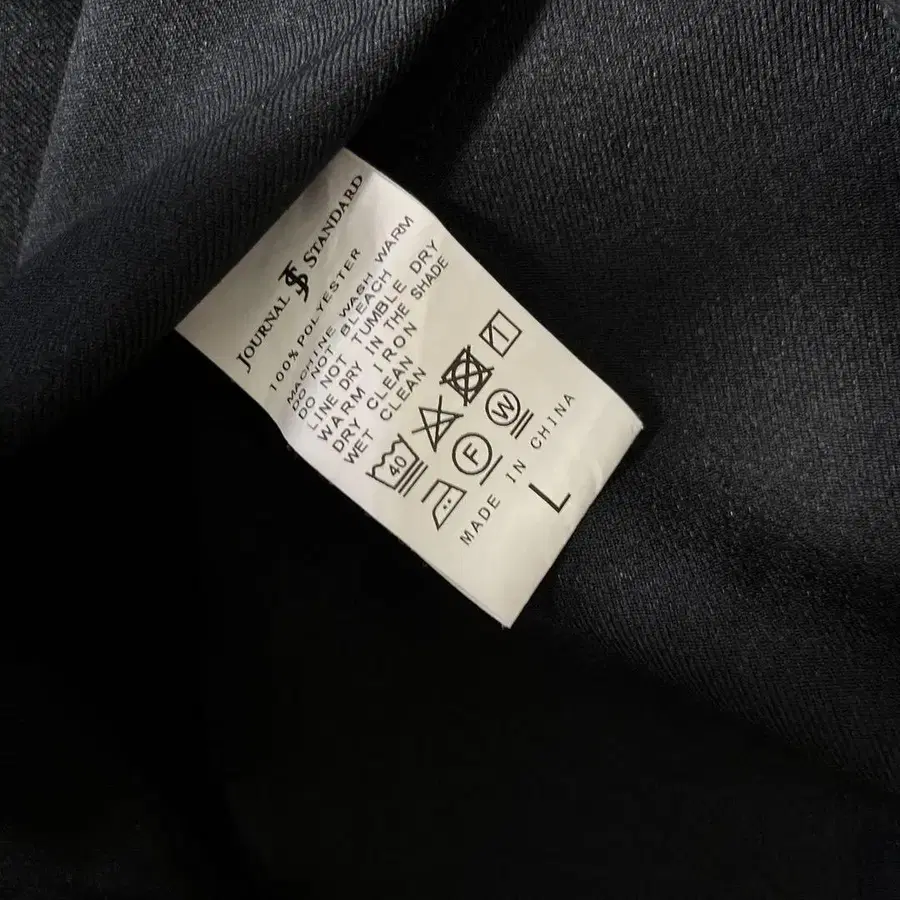 JOURNAL JS STANDARD
100% POLYESTER
MACHINE WASH WARM
DO NOT BLEACH
DO NOT TUMBLE DRY
LINE DRY IN THE SHADE
WARM IRON
DRY CLEAN
WET CLEAN
40
F W
MADE IN CHINA
L